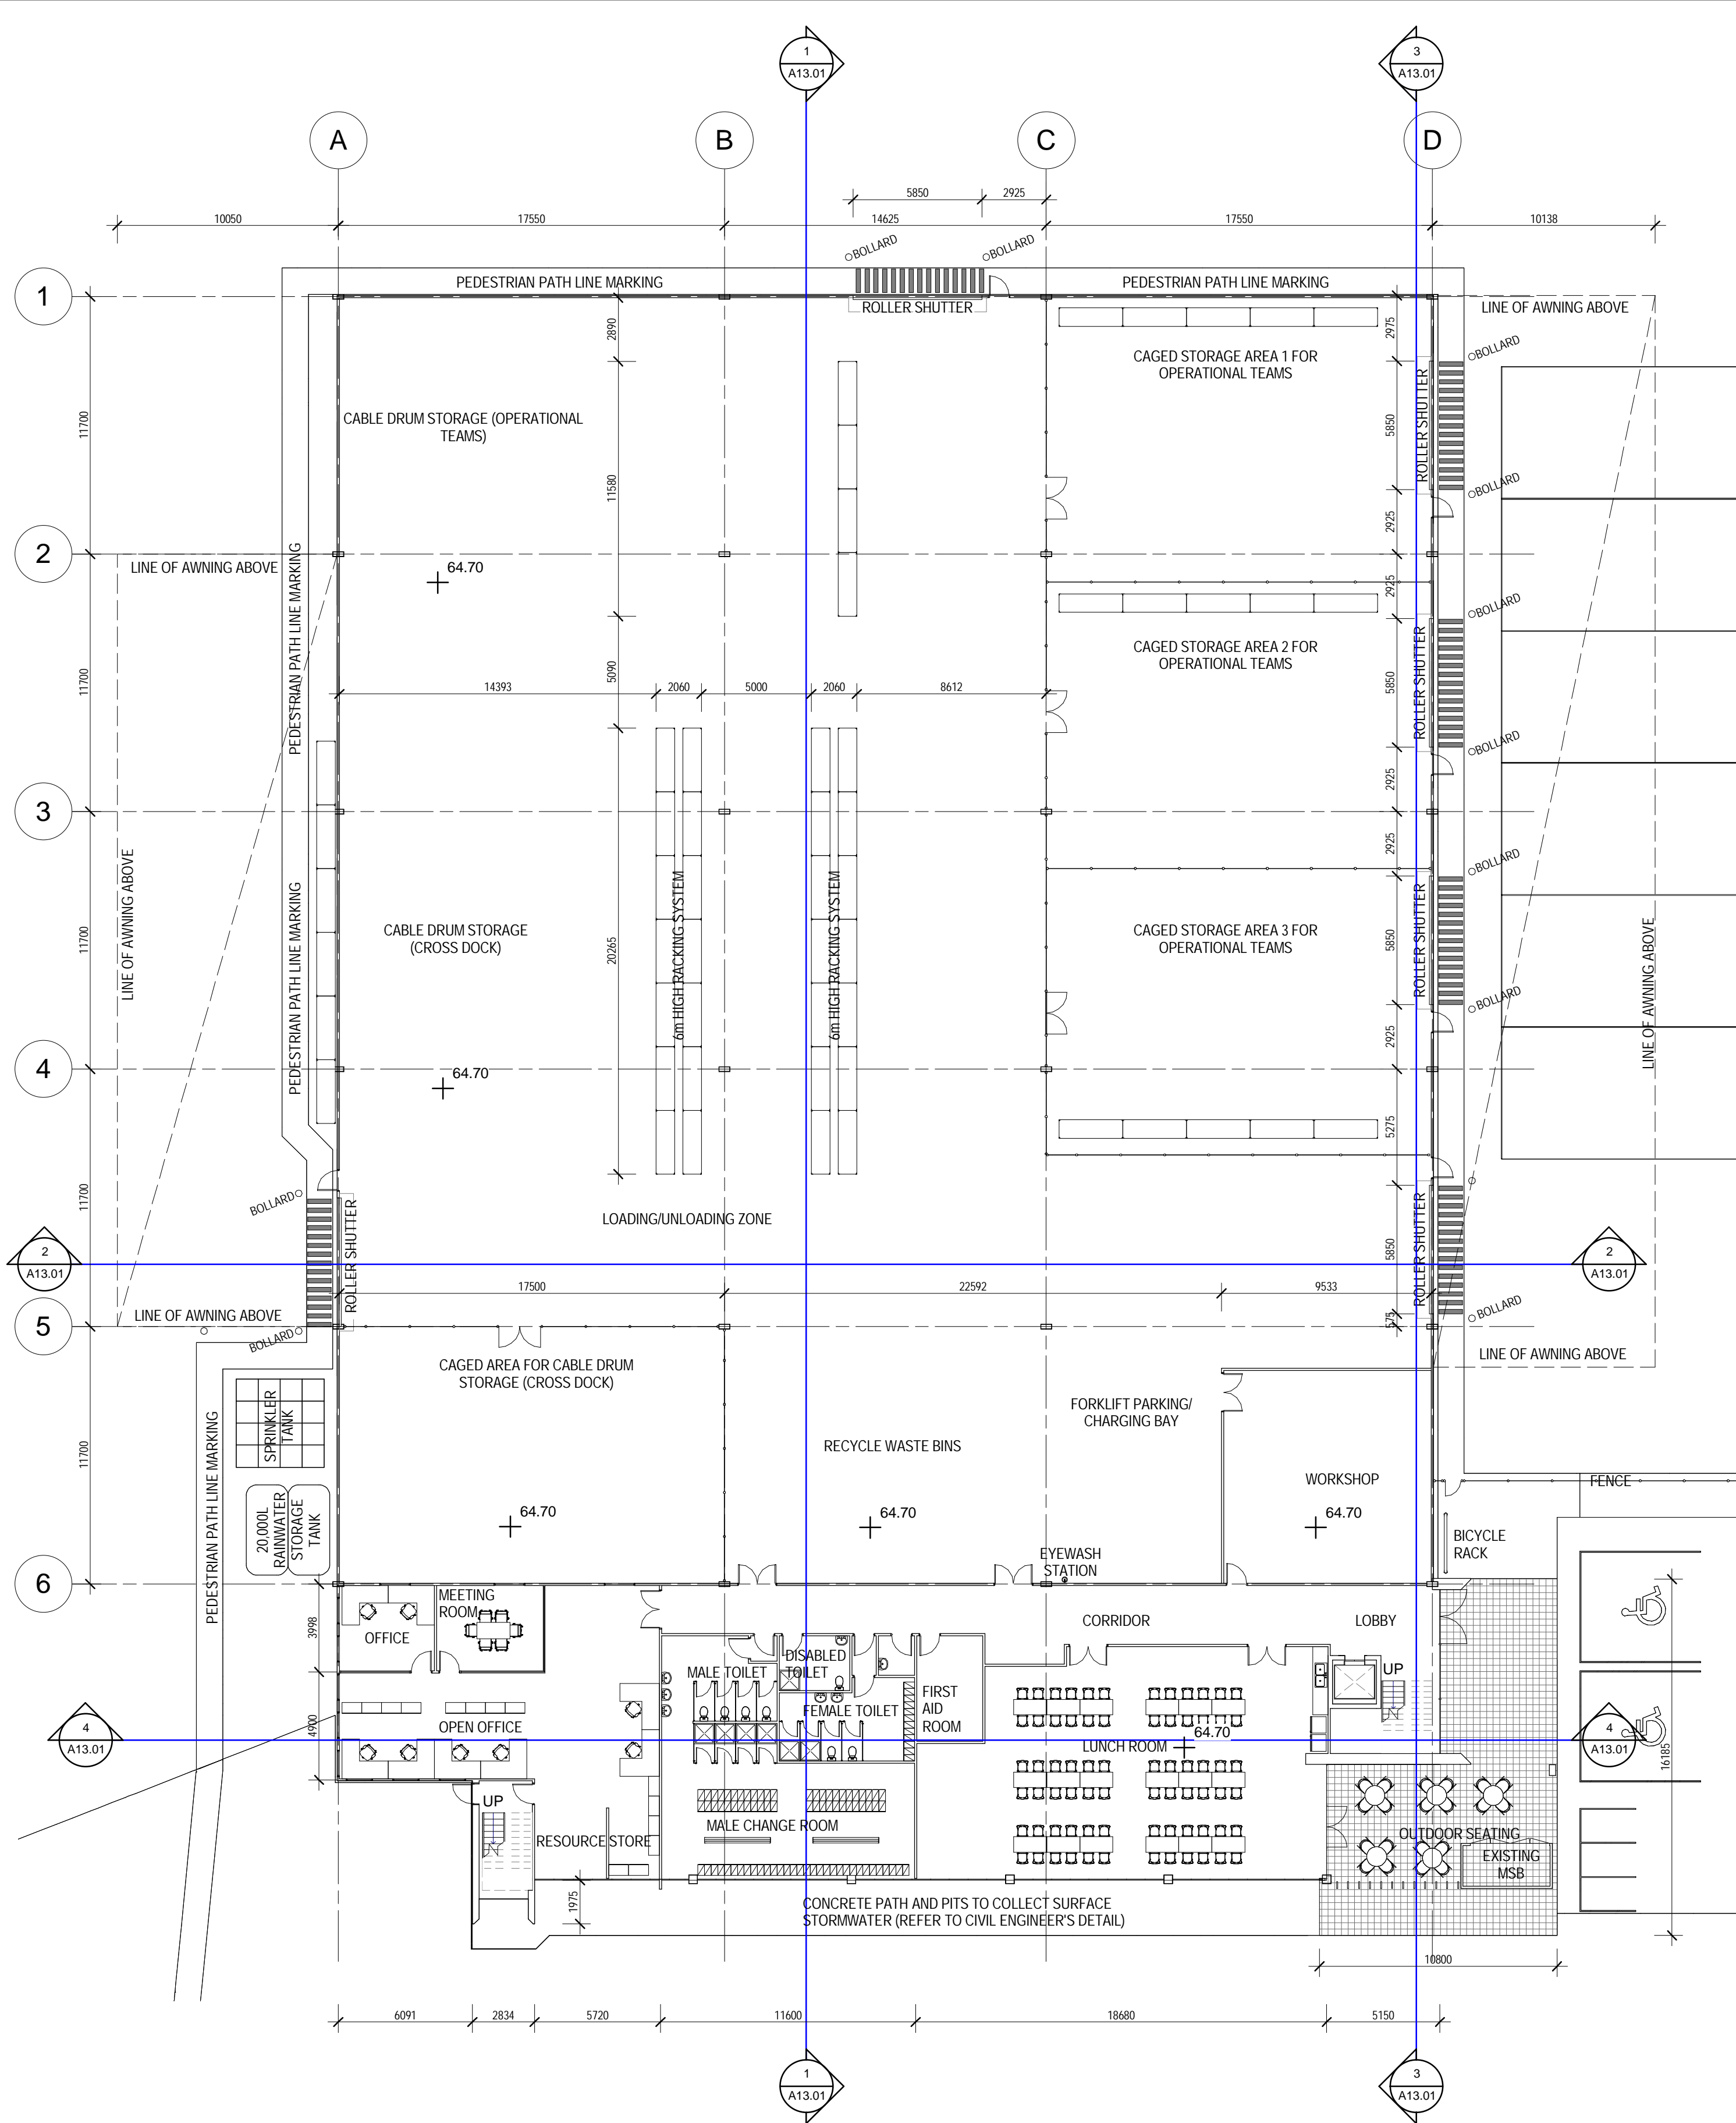 1
A13.01
3
A13.01
A
B
C
D
5850
2925
10050
17550
14625
17550
10138
BOLLARD
BOLLARD
PEDESTRIAN PATH LINE MARKING
PEDESTRIAN PATH LINE MARKING
1
ROLLER SHUTTER
LINE OF AWNING ABOVE
2890
2975
BOLLARD
CAGED STORAGE AREA 1 FOR
OPERATIONAL TEAMS
ROLLER SHUTTER
11700
CABLE DRUM STORAGE (OPERATIONAL
TEAMS)
5850
11580
BOLLARD
2925
2
LINE OF AWNING ABOVE
64.70
PEDESTRIAN PATH LINE MARKING
2925
BOLLARD
CAGED STORAGE AREA 2 FOR
OPERATIONAL TEAMS
ROLLER SHUTTER
11700
5090
5850
14393
2060
5000
2060
8612
BOLLARD
2925
3
2925
BOLLARD
LINE OF AWNING ABOVE
PEDESTRIAN PATH LINE MARKING
11700
CABLE DRUM STORAGE
(CROSS DOCK)
20265
6m HIGH RACKING SYSTEM
6m HIGH RACKING SYSTEM
CAGED STORAGE AREA 3 FOR
OPERATIONAL TEAMS
5850
ROLLER SHUTTER
LINE OF AWNING ABOVE
BOLLARD
2925
4
64.70
5275
11700
BOLLARD
ROLLER SHUTTER
LOADING/UNLOADING ZONE
5850
ROLLER SHUTTER
2
A13.01
2
A13.01
17500
22592
9533
LINE OF AWNING ABOVE
BOLLARD
5
BOLLARD
575
LINE OF AWNING ABOVE
CAGED AREA FOR CABLE DRUM
STORAGE (CROSS DOCK)
SPRINKLER
TANK
FORKLIFT PARKING/
CHARGING BAY
11700
PEDESTRIAN PATH LINE MARKING
RECYCLE WASTE BINS
WORKSHOP
FENCE
20,000L
RAINWATER
STORAGE
TANK
64.70
64.70
64.70
BICYCLE
RACK
EYEWASH
STATION
6
MEETING
ROOM
OFFICE
3998
CORRIDOR
LOBBY
DISABLED
TOILET
MALE TOILET
UP
FIRST
AID
ROOM
FEMALE TOILET
OPEN OFFICE
4900
64.70
LUNCH ROOM
4
A13.01
4
A13.01
16185
UP
RESOURCE STORE
MALE CHANGE ROOM
OUTDOOR SEATING
EXISTING
MSB
1975
CONCRETE PATH AND PITS TO COLLECT SURFACE
STORMWATER (REFER TO CIVIL ENGINEER'S DETAIL)
10800
6091
2834
5720
11600
18680
5150
1
A13.01
3
A13.01